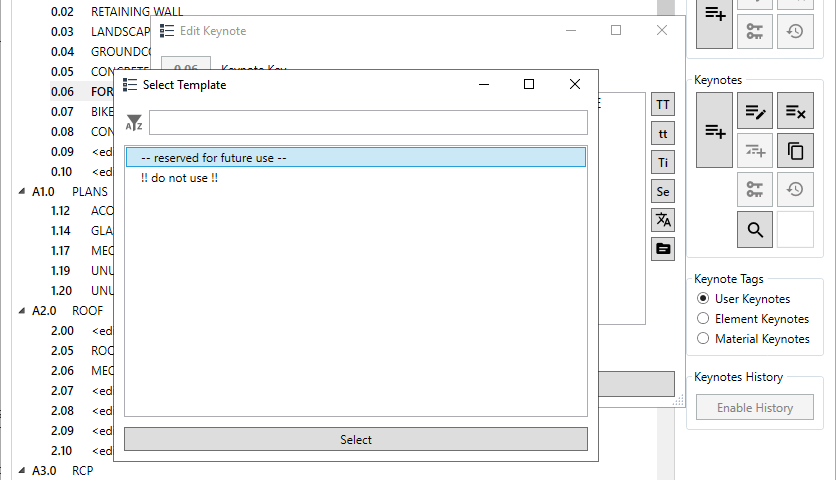 0.02 RETAINING WALL
0.03 LANDSCAP
0.04 GROUNDCO
0.05 CONCRETE
0.06 FOR
0.07 BIKE
0.08 CON
0.09 <ed
0.10 <ed
A1.0 PLANS
1.12 ACO
1.14 GLA
1.17 MEC
1.19 UNU
1.20 UNU
A2.0 ROOF
2.00 <ed
2.05 ROO
2.06 MEC
2.07 <ed
2.08 <ed
2.09 <ed
2.10 <ed
A3.0 RCP
Edit Keynote
0.06 Keynote Key
E
TT
tt
Ti
Se
Select Template
AZ
-- reserved for future use --
!! do not use !!
Select
Keynotes
Keynote Tags
User Keynotes
Element Keynotes
Material Keynotes
Keynotes History
Enable History